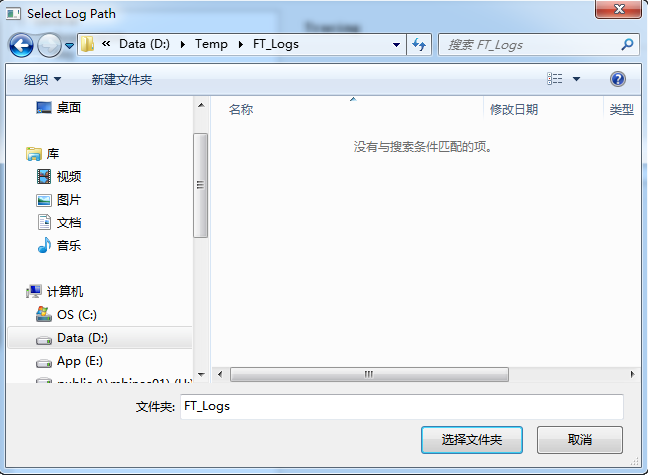 Select Log Path
Tracing
« Data (D:) Temp FT_Logs
搜索 FT_Logs
组织 新建文件夹
名称 修改日期 类型
没有与搜索条件匹配的项。
桌面
库
视频
图片
文档
音乐
计算机
OS (C:)
Data (D:)
App (E:)
文件夹: FT_Logs
选择文件夹 取消